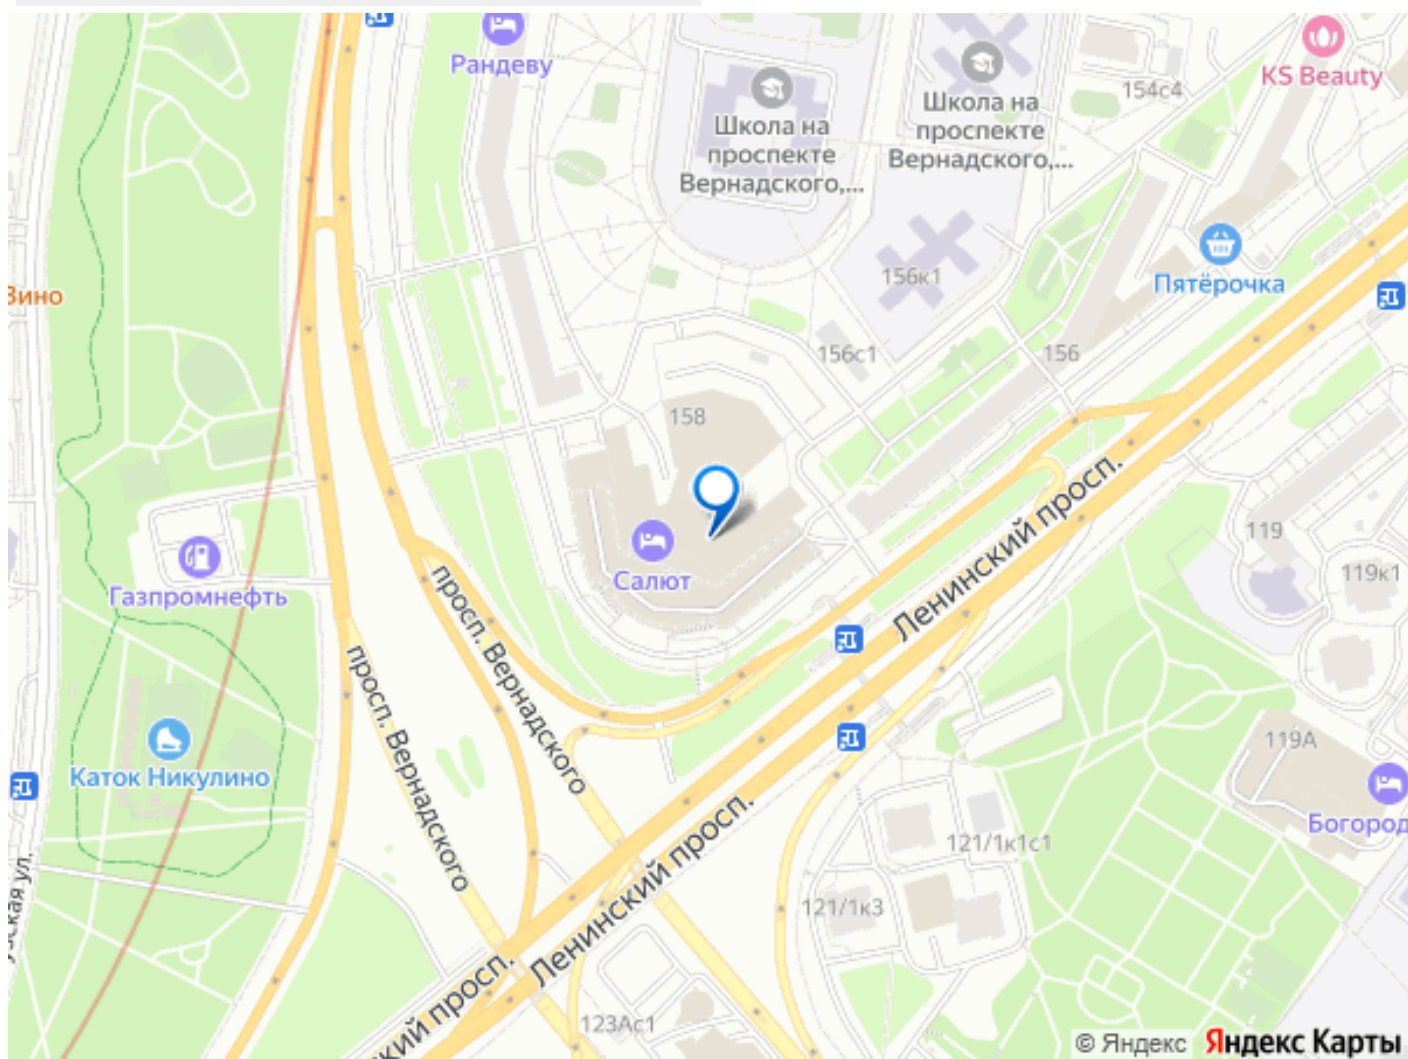 Рандеву
Школа на
проспекте
Вернадского,...
Школа на
проспекте
Вернадского,...
154с4
KS Beauty
156к1
Пятёрочка
Вино
156с1
156
158
Салют
Газпромнефть
просп. Вернадского
просп. Вернадского
Ленинский просп.
119
119к1
Каток Никулино
119А
Богород
121/1к1с1
121/1к3
Ленинский просп.
просп.
123Ас1
© Яндекс Яндекс Карты